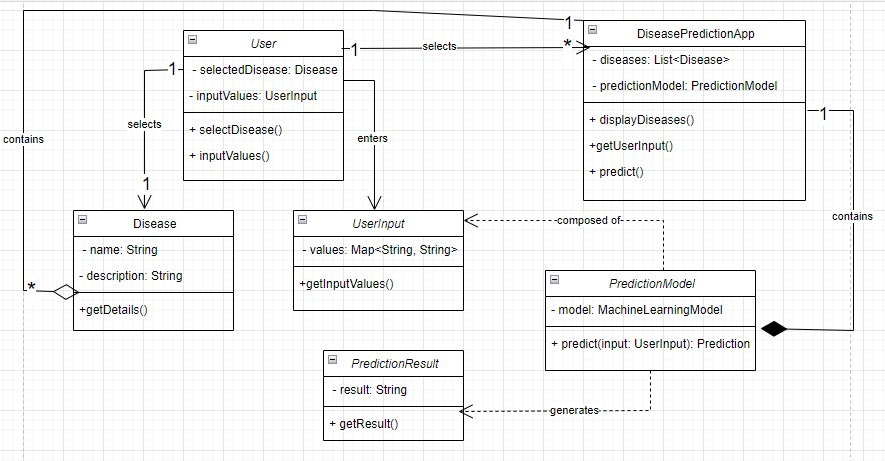 1
DiseasePredictionApp
- diseases: List<Disease>
- predictionModel: PredictionModel
+ displayDiseases()
+getUserInput()
+ predict()
User
- selectedDisease: Disease
- inputValues: UserInput
+ selectDisease()
+ inputValues()
1
selects
*
1
selects
1
enters
contains
*
1
contains
Disease
- name: String
- description: String
+getDetails()
UserInput
- values: Map<String, String>
+getInputValues()
composed of
PredictionModel
- model: MachineLearningModel
+ predict(input: UserInput): Prediction
PredictionResult
- result: String
+ getResult()
generates